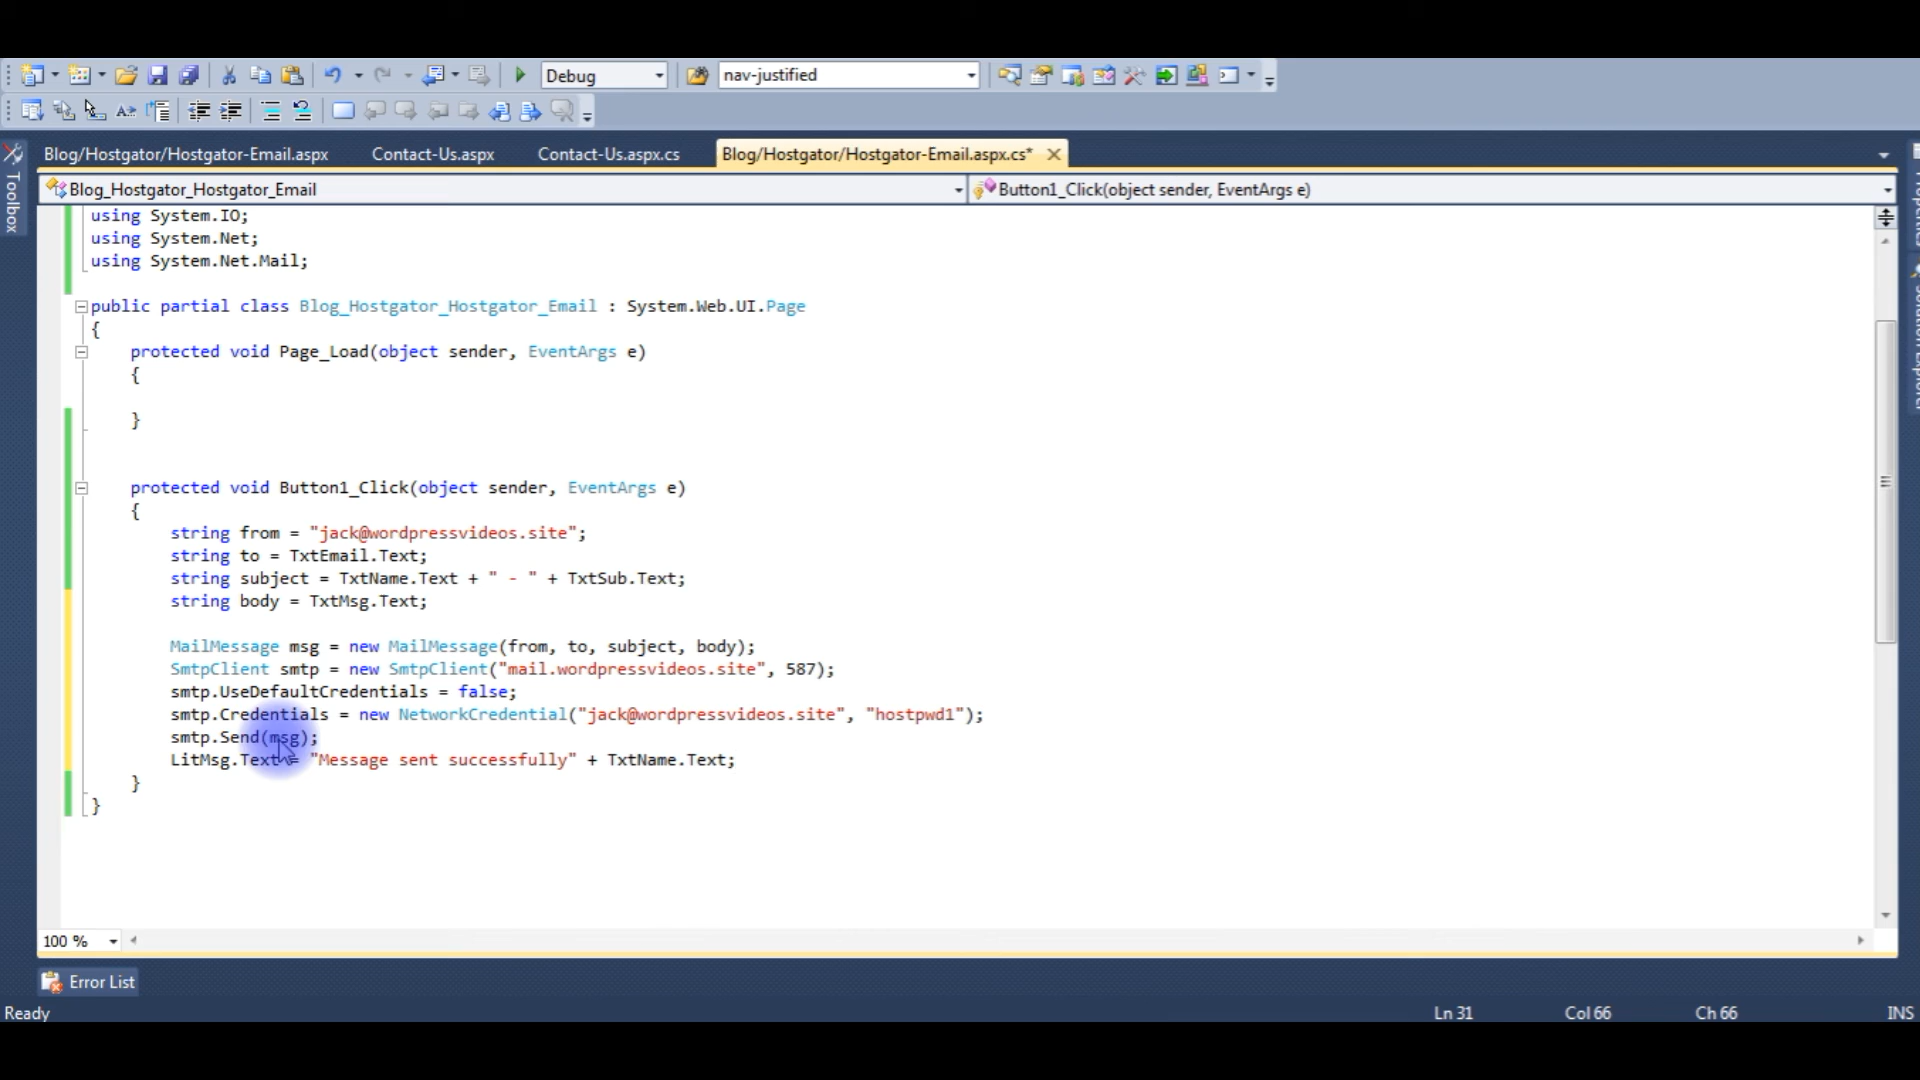 Debug
nav-justified
Blog/Hostgator/Hostgator-Email.aspx
Contact-Us.aspx
Contact-Us.aspx.cs
Blog/Hostgator/Hostgator-Email.aspx.cs*
Toolbox
Blog_Hostgator_Hostgator_Email
Button1_Click(object sender, EventArgs e)
using System.IO;
using System.Net;
using System.Net.Mail;
public partial class Blog_Hostgator_Hostgator_Email : System.Web.UI.Page
{
protected void Page_Load(object sender, EventArgs e)
{
}
protected void Button1_Click(object sender, EventArgs e)
{
string from = "jack@wordpressvideos.site";
string to = TxtEmail.Text;
string subject = TxtName.Text + " - " + TxtSub.Text;
string body = TxtMsg.Text;
MailMessage msg = new MailMessage(from, to, subject, body);
SmtpClient smtp = new SmtpClient("mail.wordpressvideos.site", 587);
smtp.UseDefaultCredentials = false;
smtp.Credentials = new NetworkCredential("jack@wordpressvideos.site", "hostpwd1");
smtp.Send(msg);
LitMsg.Text = "Message sent successfully" + TxtName.Text;
}
}
100 %
Error List
Ready
Ln 31
Col 66
Ch 66
INS